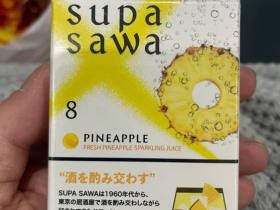 supa
sawa
8
PINEAPPLE
FRESH PINEAPPLE SPARKLING JUICE
“酒を酌み交わす”
SUPA SAWAは1960年代から、
東京の居酒屋で酒を酌み交わしながら